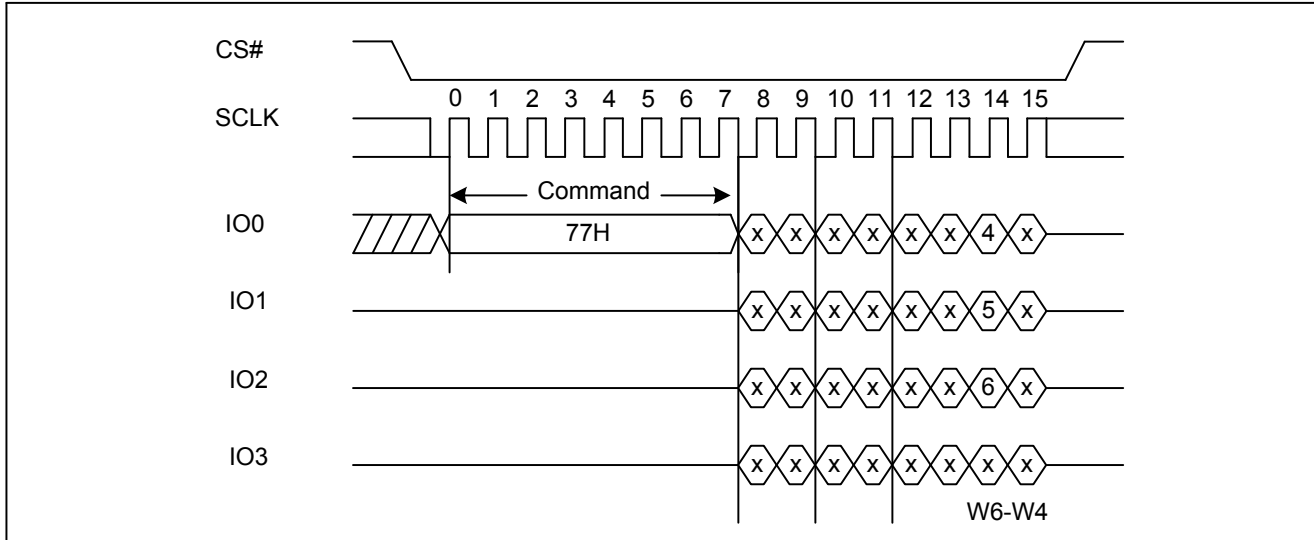 CS#
0 1 2 3 4 5 6 7 8 9 10 11 12 13 14 15
SCLK
Command
IO0 77H x x x x x x 4 x
IO1 x x x x x x 5 x
IO2 x x x x x x 6 x
IO3 x x x x x x x x
W6-W4